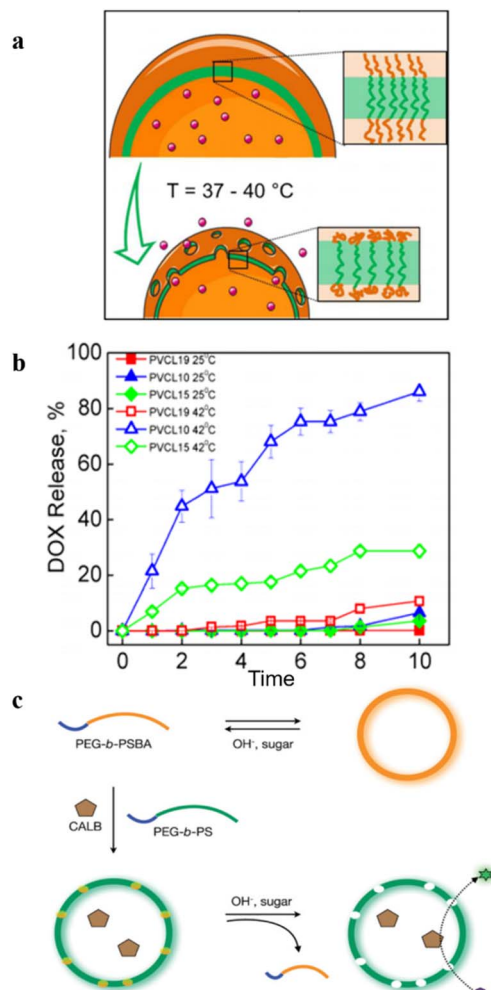 a
T = 37 - 40 °C
b
DOX Release, %
100
80
60
40
20
0
PVCL19 25°C
PVCL10 25°C
PVCL15 25°C
PVCL19 42°C
PVCL10 42°C
PVCL15 42°C
0 2 4 6 8 10
Time
c
PEG-b-PSBA
OH⁻, sugar
CALB
PEG-b-PS
OH⁻, sugar